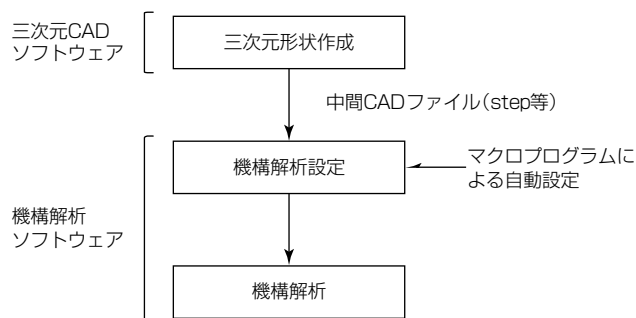 三次元CAD
ソフトウェア
三次元形状作成
中間CADファイル(step等)
機構解析設定
マクロプログラムに
よる自動設定
機構解析
ソフトウェア
機構解析